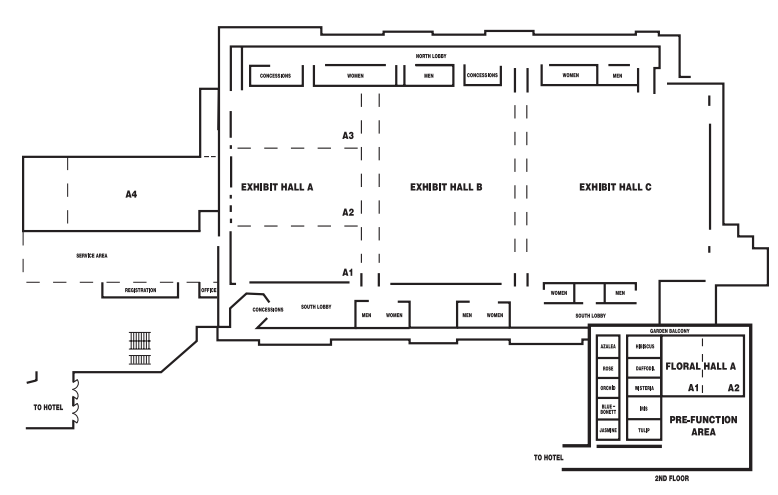 NORTH LOBBY
CONCESSIONS
WOMEN
MEN
CONCESSIONS
WOMEN
MEN
A3
A4
EXHIBIT HALL A
EXHIBIT HALL B
EXHIBIT HALL C
A2
SERVICE AREA
A1
REGISTRATION
OFFICE
WOMEN
MEN
CONCESSIONS
SOUTH LOBBY
MEN
WOMEN
MEN
WOMEN
SOUTH LOBBY
GARDEN BALCONY
AZALEA
HIBISCUS
ROSE
DAFFODIL
FLORAL HALL A
ORCHID
WISTERIA
A1
A2
TO HOTEL
BLUE-
BONETT
IRIS
PRE-FUNCTION
AREA
JASMINE
TULIP
TO HOTEL
2ND FLOOR